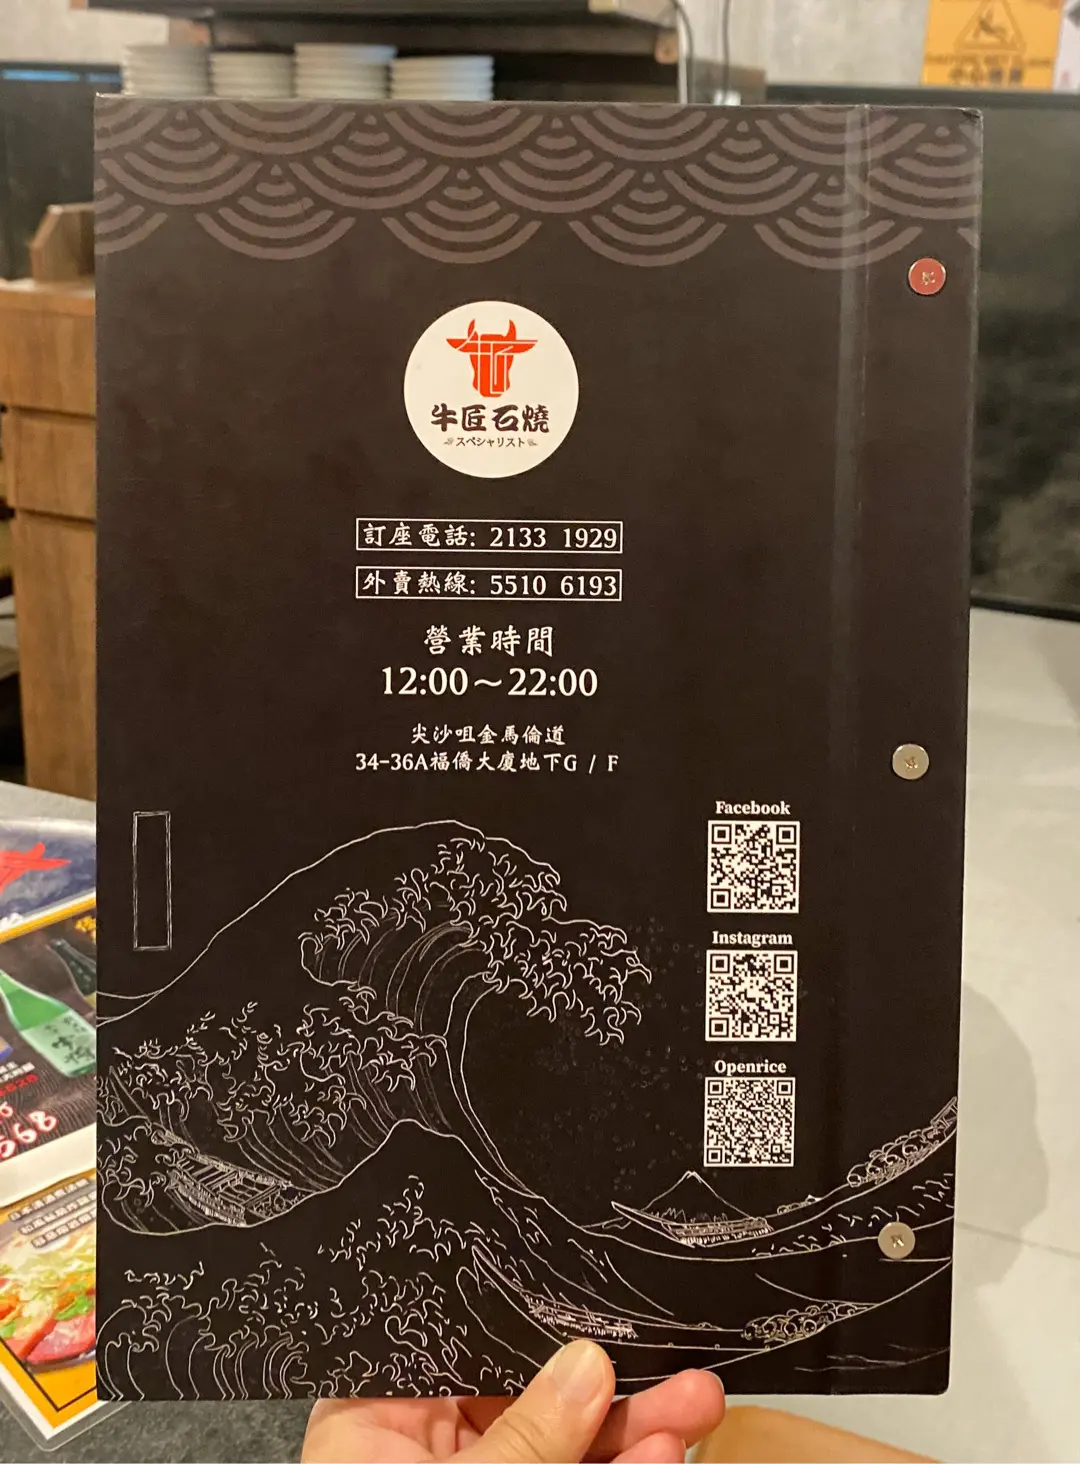 牛匠石燒
スペシャリスト
訂座電話: 2133 1929
外賣熱線: 5510 6193
營業時間
12:00～22:00
尖沙咀金馬倫道
34-36A福僑大廈地下G / F
Facebook
Instagram
Openrice
568